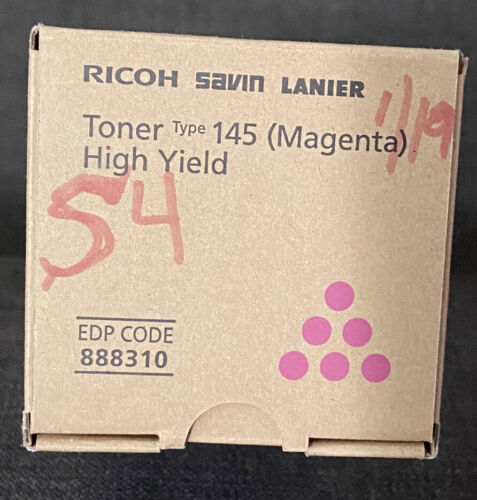 RICOH savin LANIER
1/19
Toner Type 145 (Magenta)
High Yield
54
EDP CODE
888310